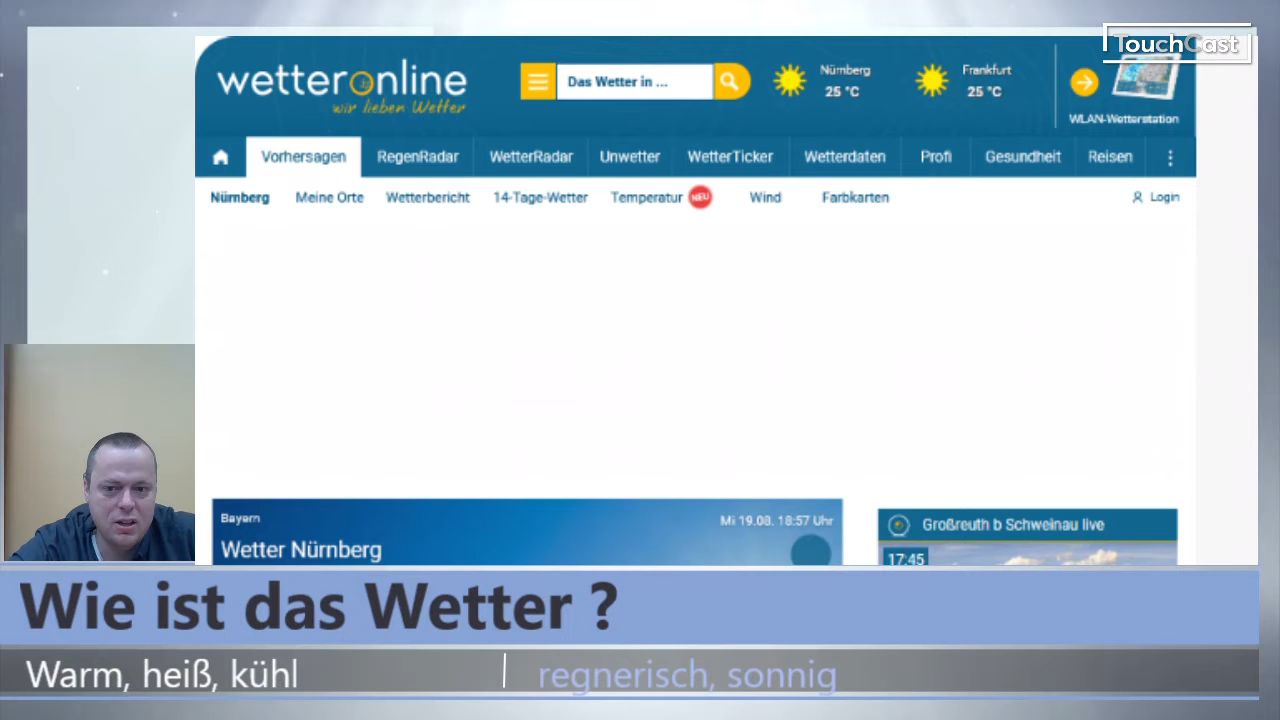 TouchCast
wetteronline
wir lieben Wetter
Das Wetter in ...
Nürnberg
25 °C
Frankfurt
25 °C
WLAN-Wetterstation
Vorhersagen RegenRadar WetterRadar Unwetter WetterTicker Wetterdaten Profi Gesundheit Reisen
Nürnberg Meine Orte Wetterbericht 14-Tage-Wetter Temperatur NEU Wind Farbkarten Login
Bayern
Mi 19.08. 18:57 Uhr
Wetter Nürnberg
Großreuth b Schweinau live
17:45
Wie ist das Wetter ?
Warm, heiß, kühl | regnerisch, sonnig